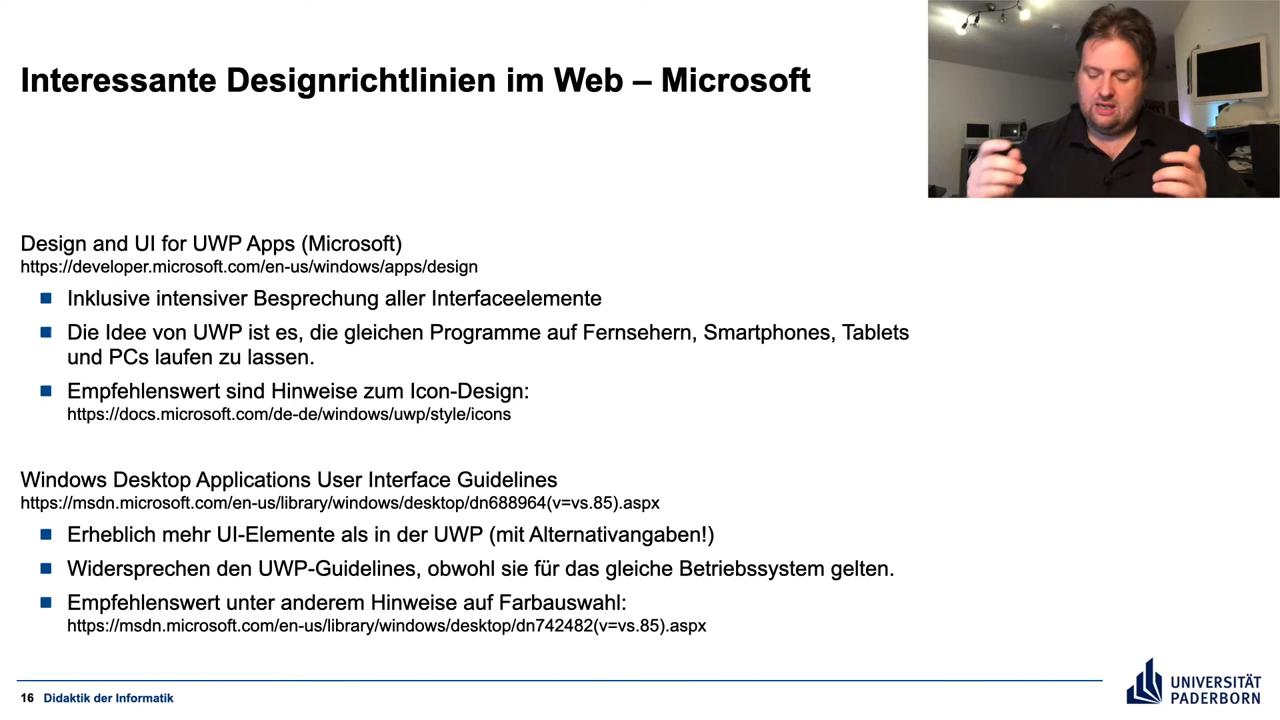 Interessante Designrichtlinien im Web – Microsoft
Design and UI for UWP Apps (Microsoft)
https://developer.microsoft.com/en-us/windows/apps/design
Inklusive intensiver Besprechung aller Interfaceelemente
Die Idee von UWP ist es, die gleichen Programme auf Fernsehern, Smartphones, Tablets
und PCs laufen zu lassen.
Empfehlenswert sind Hinweise zum Icon-Design:
https://docs.microsoft.com/de-de/windows/uwp/style/icons
Windows Desktop Applications User Interface Guidelines
https://msdn.microsoft.com/en-us/library/windows/desktop/dn688964(v=vs.85).aspx
Erheblich mehr UI-Elemente als in der UWP (mit Alternativangaben!)
Widersprechen den UWP-Guidelines, obwohl sie für das gleiche Betriebssystem gelten.
Empfehlenswert unter anderem Hinweise auf Farbauswahl:
https://msdn.microsoft.com/en-us/library/windows/desktop/dn742482(v=vs.85).aspx
16 Didaktik der Informatik
UNIVERSITÄT
PADERBORN